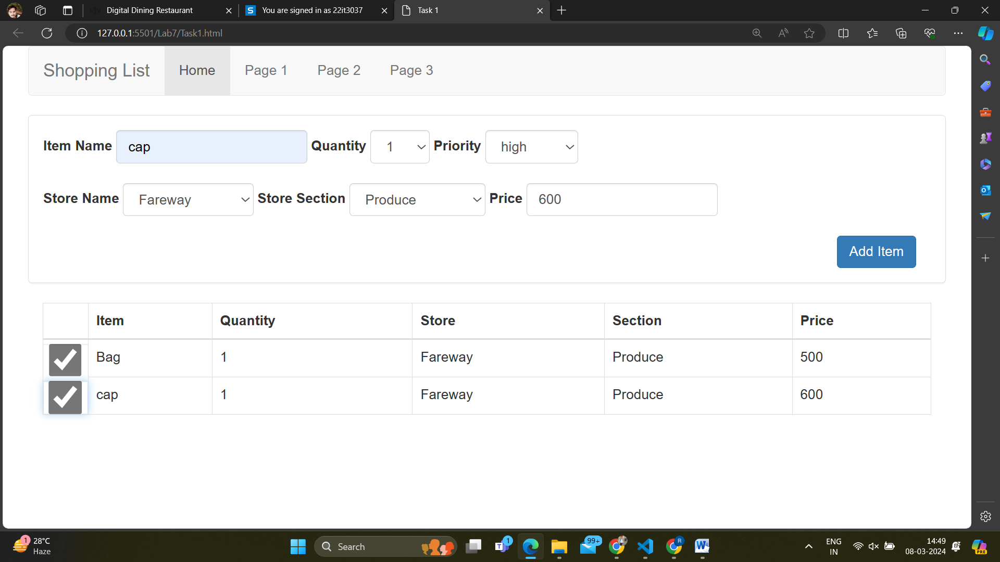 Digital Dining Restaurant
S You are signed in as 22it3037
Task 1
127.0.0.1:5501/Lab7/Task1.html
Shopping List Home Page 1 Page 2 Page 3
Item Name cap Quantity 1 Priority high
Store Name Fareway Store Section Produce Price 600
Add Item
Item Quantity Store Section Price
Bag 1 Fareway Produce 500
cap 1 Fareway Produce 600
1 28°C
Haze
Search
1
99+
R
W
ENG
IN
14:49
08-03-2024
PRE